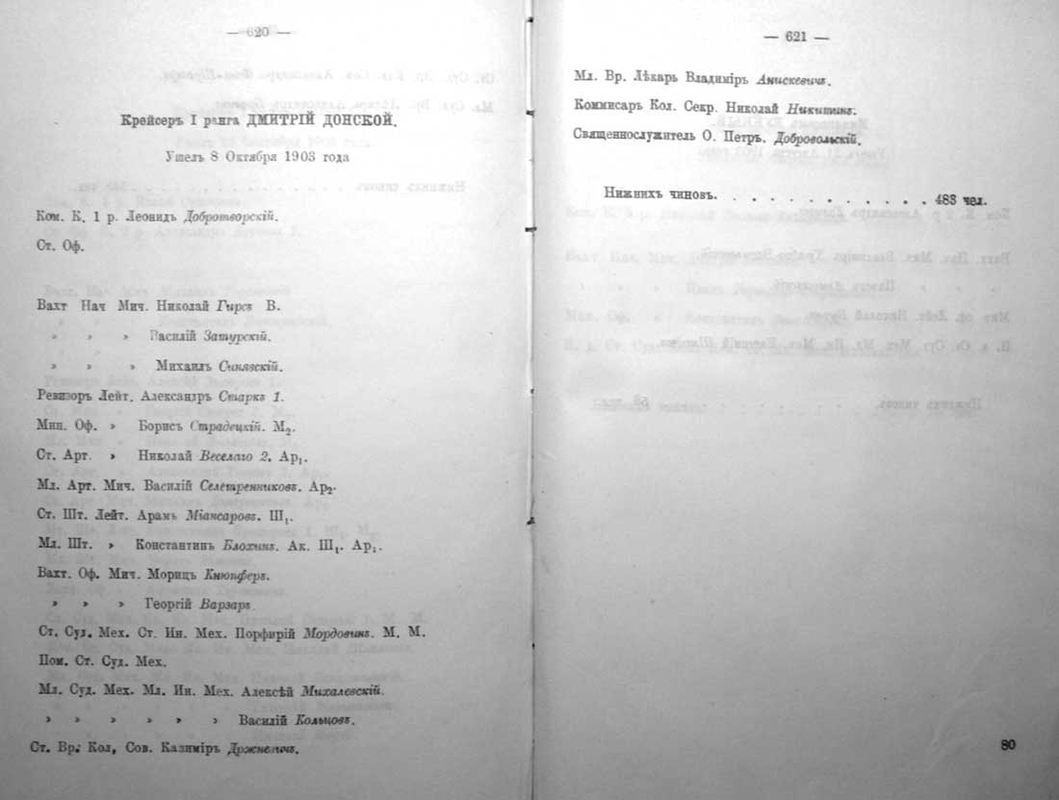 — 620 —
Крейсеръ I ранга ДМИТРІЙ ДОНСКОЙ.
Ушелъ 8 Октября 1903 года
Ком. К. 1 р. Леонидъ Добротворскій.
Ст. Оф.
Вахт Нач Мич. Николай Гирсъ В.
» » » Василій Затурскій.
» » » Михаилъ Синявскій.
Ревизоръ Лейт. Александръ Старкъ 1.
Мин. Оф. » Борисъ Страдецкій. М₂.
Ст. Арт. » Николай Веселаго 2. Ар₁.
Мл. Арт. Мич. Василій Селетренниковъ. Ар₂.
Ст. Шт. Лейт. Арамъ Міансаровъ. Ш₁.
Мл. Шт. » Константинъ Блохинъ. Ак. Ш₁. Ар₁.
Вахт. Оф. Мич. Морицъ Кнюпферъ.
» » » Георгій Варзаръ
Ст. Суд. Мех. Ст. Ин. Мех. Порфирій Мордовинъ. М. М.
Пом. Ст. Суд. Мех.
Мл. Суд. Мех. Мл. Ин. Мех. Алексѣй Михалевскій.
» » » » » » Василій Кольцовъ.
Ст. Вр. Кол, Сов. Казиміръ
— 621 —
Мл. Вр. Лѣкарь Владиміръ Анискевичъ.
Коммисаръ Кол. Секр. Николай Никитинъ.
Священнослужитель О. Петръ. Добровольскій.
Нижнихъ чиновъ. . . . . . . . . . . . 483 чел.
80